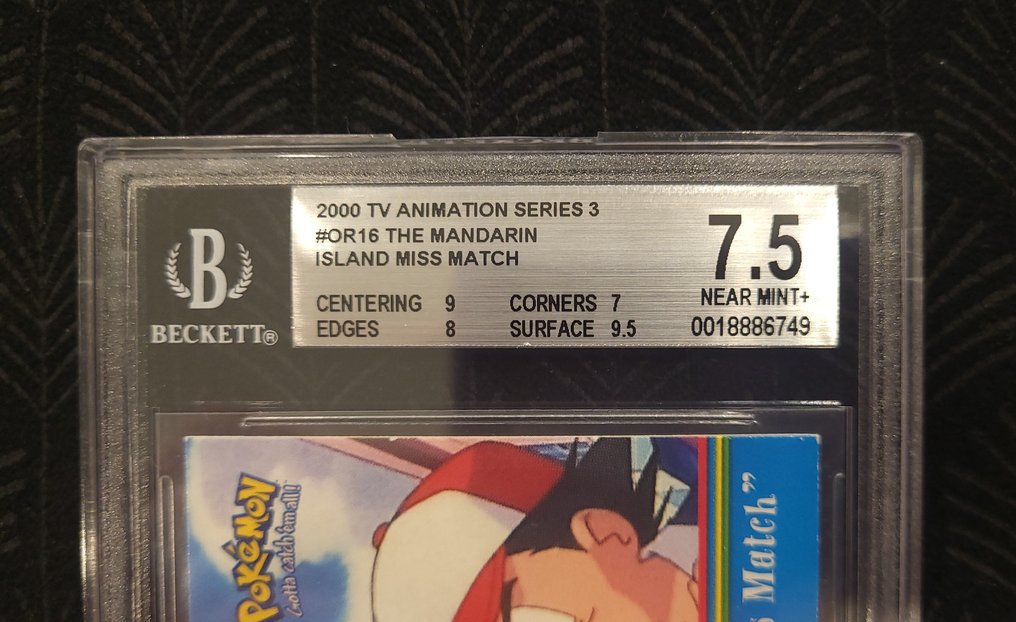 2000 TV ANIMATION SERIES 3
#OR16 THE MANDARIN
ISLAND MISS MATCH
CENTERING 9 CORNERS 7
EDGES 8 SURFACE 9.5
7.5
NEAR MINT+
0018886749
B
BECKETT®
POKéMON
Gotta catch 'em all!™
Match”